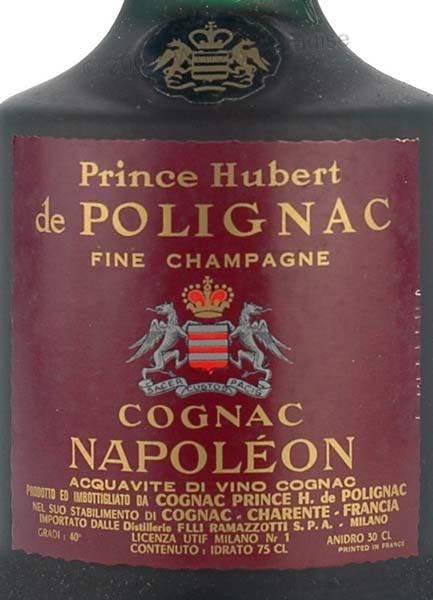 Prince Hubert
de POLIGNAC
FINE CHAMPAGNE
SACER CUSTOS PACIS
COGNAC
NAPOLÉON
ACQUAVITE DI VINO COGNAC
PRODOTTO ED IMBOTTIGLIATO DA COGNAC PRINCE H. de POLIGNAC
NEL SUO STABILIMENTO DI COGNAC - CHARENTE - FRANCIA
IMPORTATO DALLE Distillerie F.LLI RAMAZZOTTI S.P.A. - MILANO
GRADI : 40° LICENZA UTIF MILANO Nr 1 ANIDRO 30 CL
CONTENUTO : IDRATO 75 CL PRINTED IN FRANCE